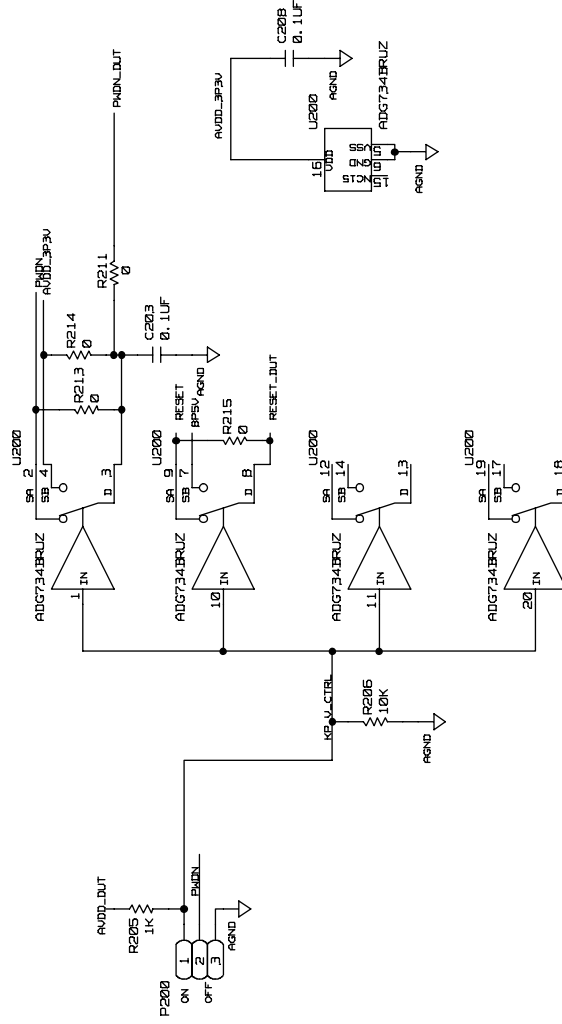 PWDN
AVDD_3P3V
PWDN_DUT
R211
0
R214
0
R213
0
C203
0.1UF
AGND
U200
2
4
3
SA
SB
D
IN
1
ADG734BRUZ
RESET
BP5V
RESET_DUT
R215
0
U200
9
7
8
SA
SB
D
IN
10
ADG734BRUZ
U200
12
14
13
SA
SB
D
IN
11
ADG734BRUZ
U200
19
17
18
SA
SB
D
IN
20
ADG734BRUZ
AVDD_3P3V
C208
0.1UF
AGND
U200
ADG734BRUZ
16
VDD
VSS
GND
NC15
5
6
15
AGND
R206
10K
AGND
AVDD_DUT
R205
1K
PWDN
AGND
P200
ON
OFF
1
2
3